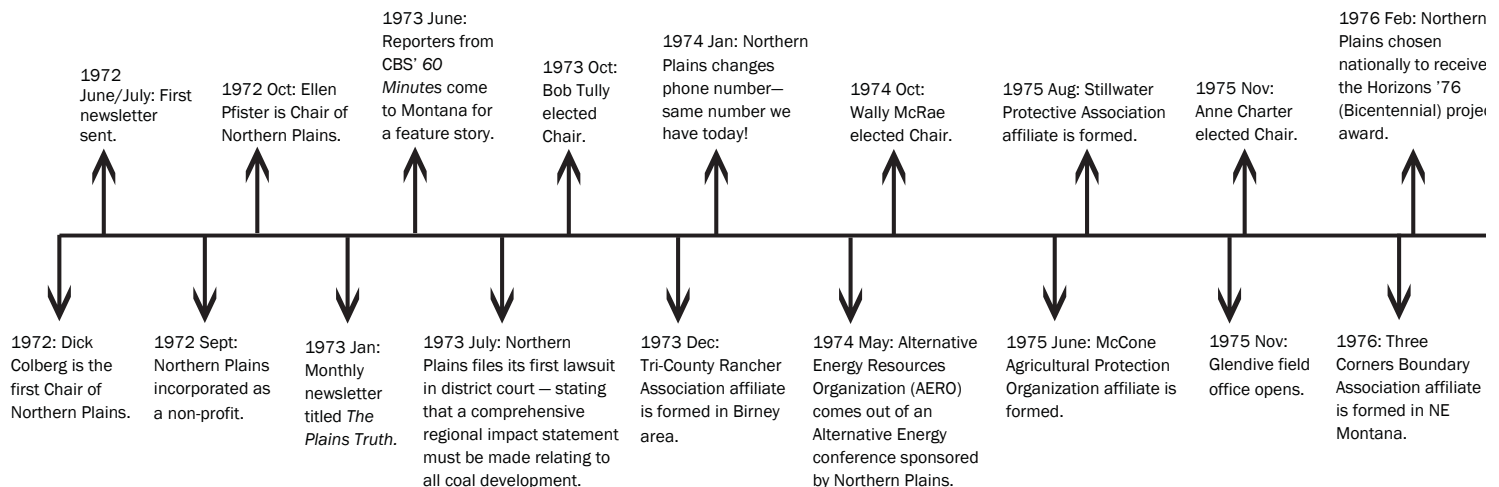 1972
June/July: First
newsletter
sent.
1972 Oct: Ellen
Pfister is Chair of
Northern Plains.
1973 June:
Reporters from
CBS’ 60
Minutes come
to Montana for
a feature story.
1973 Oct:
Bob Tully
elected
Chair.
1974 Jan: Northern
Plains changes
phone number—
same number we
have today!
1974 Oct:
Wally McRae
elected Chair.
1975 Aug: Stillwater
Protective Association
affiliate is formed.
1975 Nov:
Anne Charter
elected Chair.
1976 Feb: Northern
Plains chosen
nationally to receive
the Horizons ’76
(Bicentennial) projec
award.
1972: Dick
Colberg is the
first Chair of
Northern Plains.
1972 Sept:
Northern Plains
incorporated as
a non-profit.
1973 Jan:
Monthly
newsletter
titled The
Plains Truth.
1973 July: Northern
Plains files its first lawsuit
in district court — stating
that a comprehensive
regional impact statement
must be made relating to
all coal development.
1973 Dec:
Tri-County Rancher
Association affiliate
is formed in Birney
area.
1974 May: Alternative
Energy Resources
Organization (AERO)
comes out of an
Alternative Energy
conference sponsored
by Northern Plains.
1975 June: McCone
Agricultural Protection
Organization affiliate is
formed.
1975 Nov:
Glendive field
office opens.
1976: Three
Corners Boundary
Association affiliate
is formed in NE
Montana.